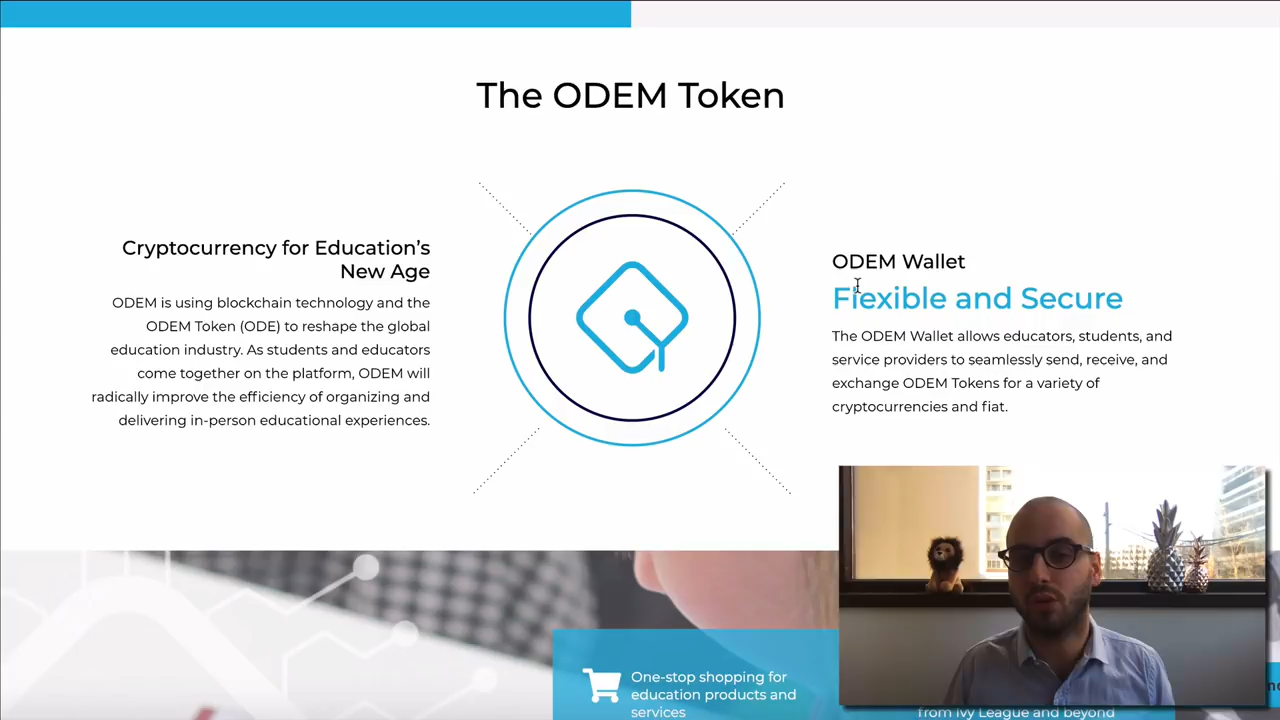 The ODEM Token
Cryptocurrency for Education’s
New Age
ODEM is using blockchain technology and the
ODEM Token (ODE) to reshape the global
education industry. As students and educators
come together on the platform, ODEM will
radically improve the efficiency of organizing and
delivering in-person educational experiences.
ODEM Wallet
Flexible and Secure
The ODEM Wallet allows educators, students, and
service providers to seamlessly send, receive, and
exchange ODEM Tokens for a variety of
cryptocurrencies and fiat.
One-stop shopping for
education products and
services
from Ivy League and beyond